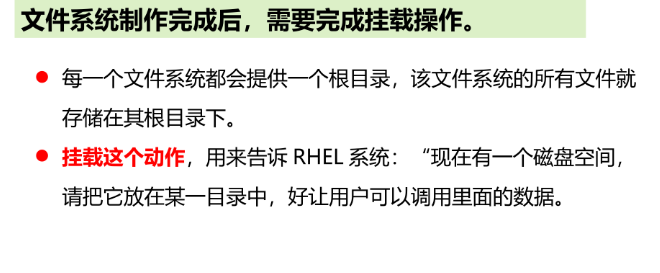 文件系统制作完成后，需要完成挂载操作。
每一个文件系统都会提供一个根目录，该文件系统的所有文件就
存储在其根目录下。
挂载这个动作，用来告诉 RHEL 系统：“现在有一个磁盘空间，
请把它放在某一目录中，好让用户可以调用里面的数据。